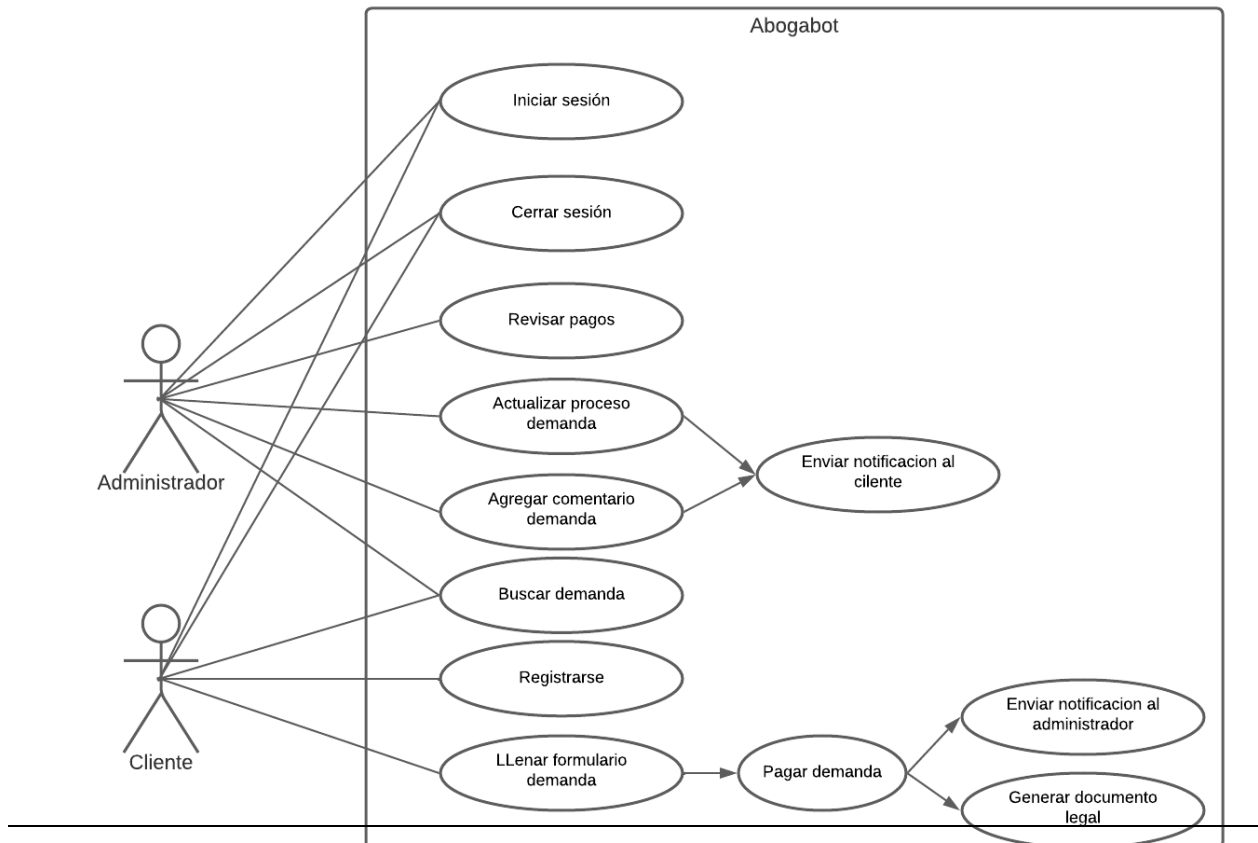 Abogabot
Iniciar sesión
Cerrar sesión
Revisar pagos
Actualizar proceso
demanda
Enviar notificacion al
cilente
Agregar comentario
demanda
Administrador
Buscar demanda
Registrarse
Enviar notificacion al
administrador
LLenar formulario
demanda
Pagar demanda
Cliente
Generar documento
legal